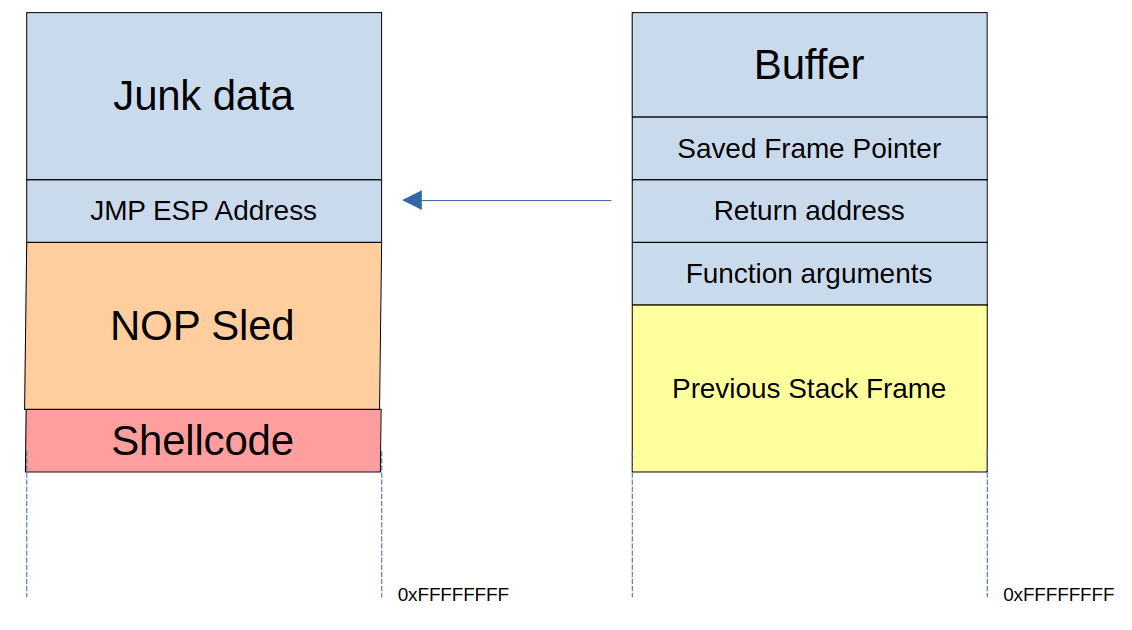 Junk data
JMP ESP Address
NOP Sled
Shellcode
0xFFFFFFFF
Buffer
Saved Frame Pointer
Return address
Function arguments
Previous Stack Frame
0xFFFFFFFF